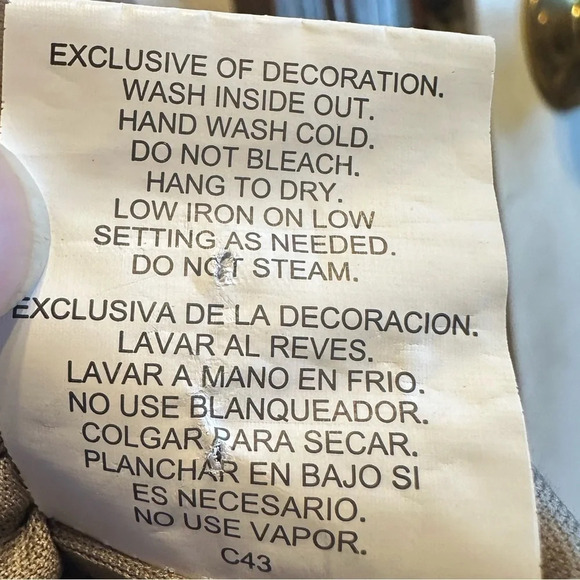 EXCLUSIVE OF DECORATION.
WASH INSIDE OUT.
HAND WASH COLD.
DO NOT BLEACH.
HANG TO DRY.
LOW IRON ON LOW
SETTING AS NEEDED.
DO NOT STEAM.
EXCLUSIVA DE LA DECORACION.
LAVAR AL REVES.
LAVAR A MANO EN FRIO.
NO USE BLANQUEADOR.
COLGAR PARA SECAR.
PLANCHAR EN BAJO SI
ES NECESARIO.
NO USE VAPOR.
C43